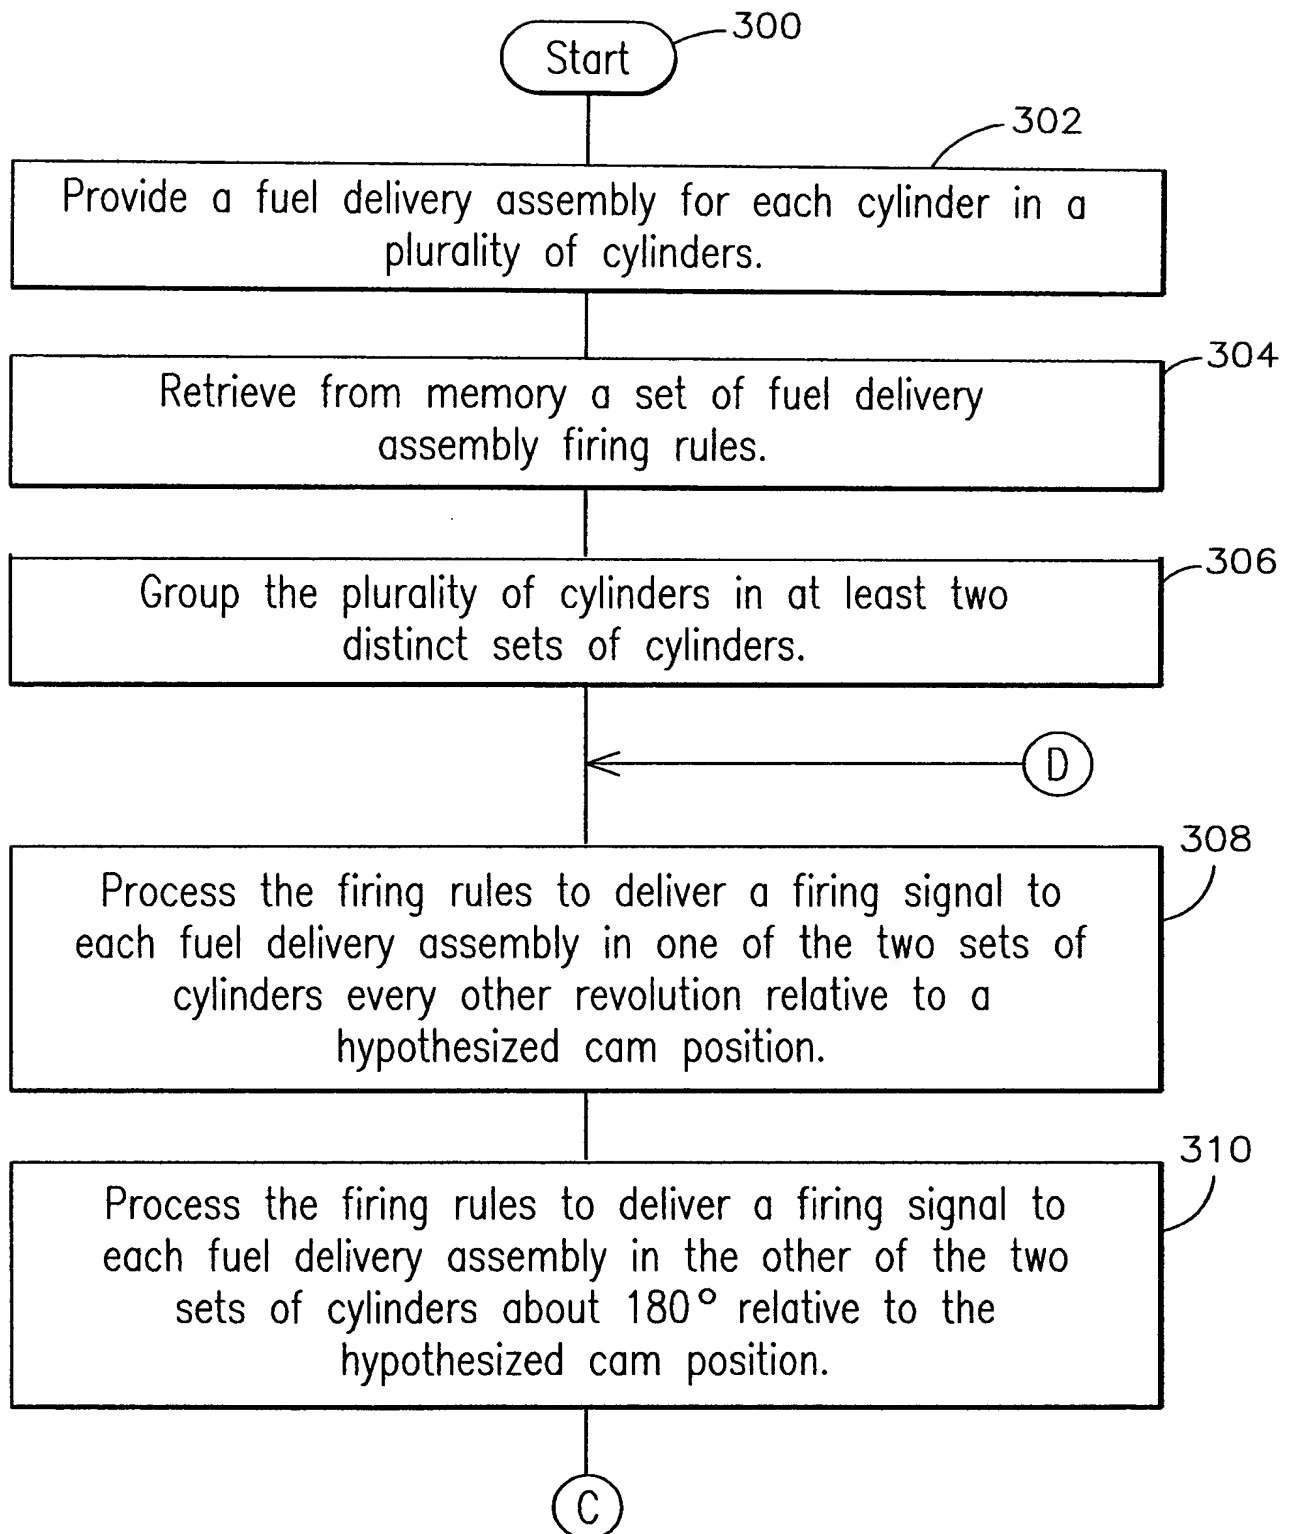 Start
300
302
Provide a fuel delivery assembly for each cylinder in a
plurality of cylinders.
304
Retrieve from memory a set of fuel delivery
assembly firing rules.
306
Group the plurality of cylinders in at least two
distinct sets of cylinders.
D
308
Process the firing rules to deliver a firing signal to
each fuel delivery assembly in one of the two sets of
cylinders every other revolution relative to a
hypothesized cam position.
310
Process the firing rules to deliver a firing signal to
each fuel delivery assembly in the other of the two
sets of cylinders about 180° relative to the
hypothesized cam position.
C